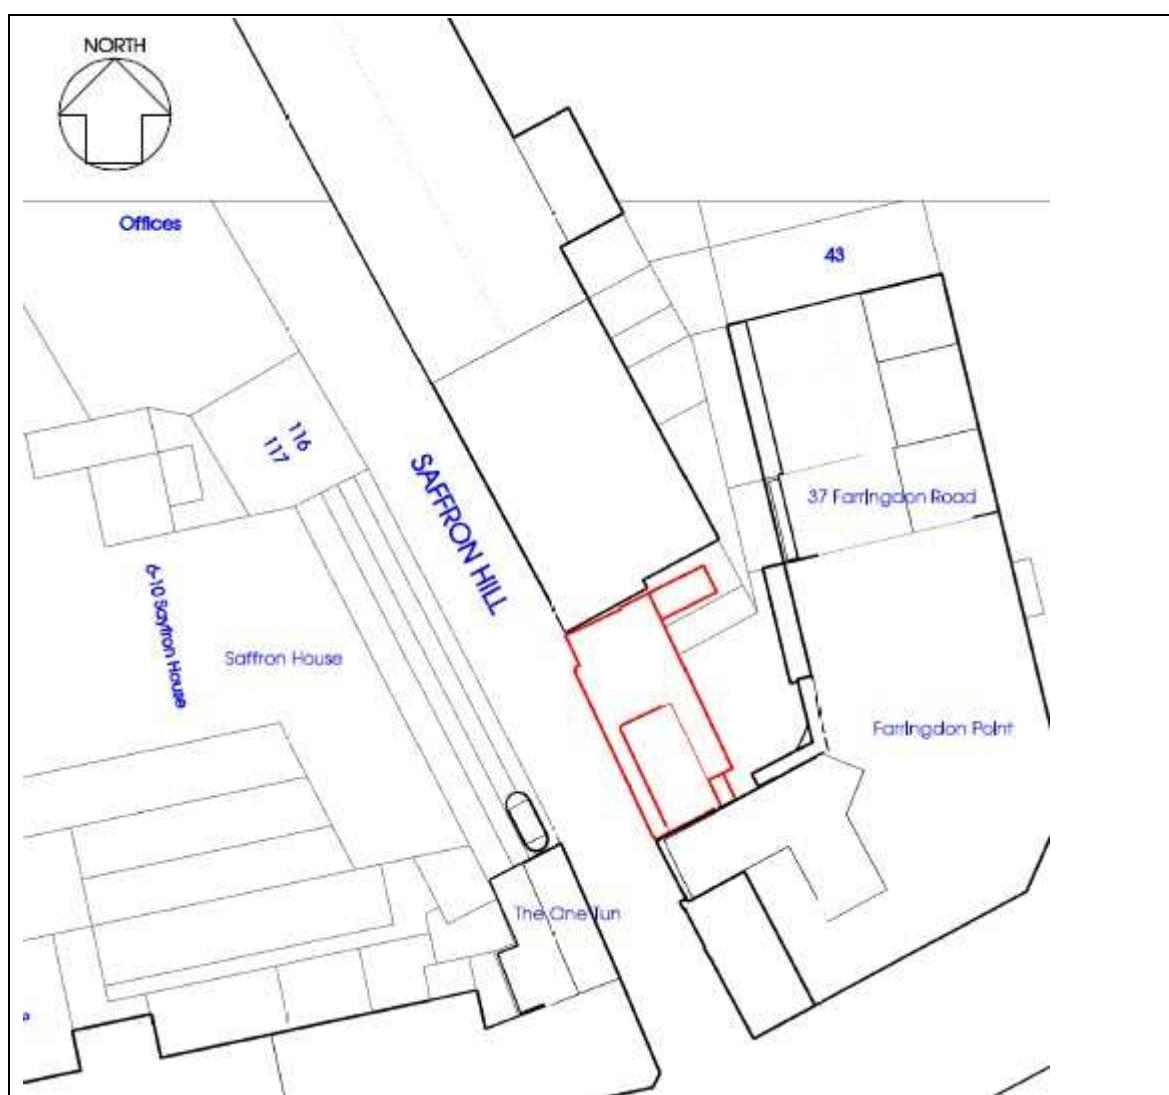 NORTH
Offices
43
116
117
SAFFRON HILL
37 Farringdon Road
6-10 Sayfron House
Saffron House
Farringdon Point
The One Tun